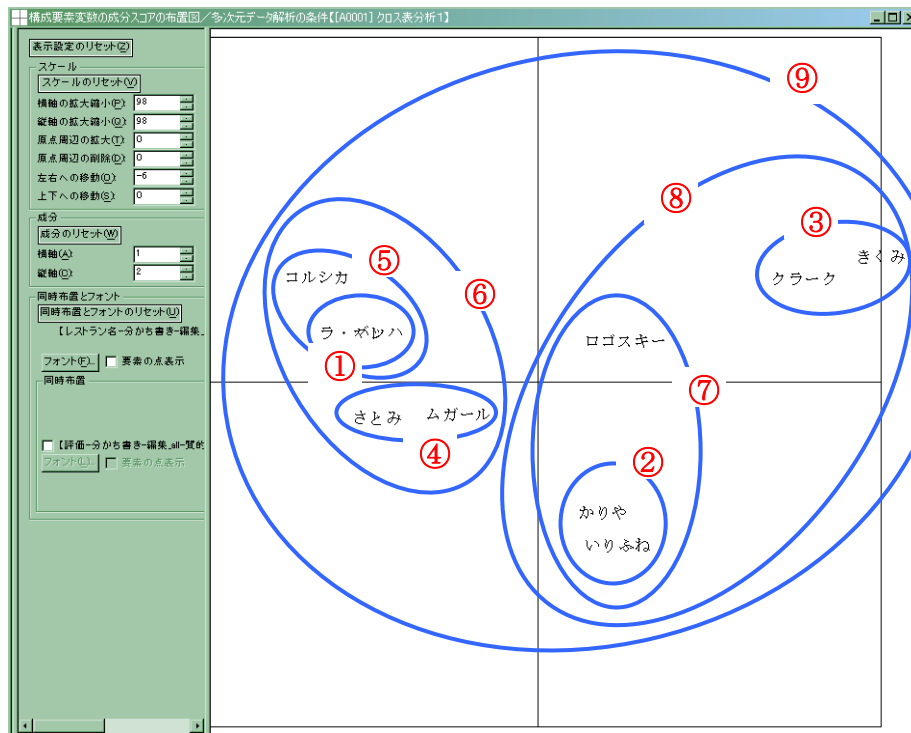 構成要素変数の成分スコアの布置図／多次元データ解析の条件【[A0001] クロス表分析1】
表示設定のリセット(Z)
スケール
スケールのリセット(V)
横軸の拡大縮小(P): 98
縦軸の拡大縮小(Q): 98
原点周辺の拡大(T): 0
原点周辺の削除(D): 0
左右への移動(O): -6
上下への移動(S): 0
成分
成分のリセット(W)
横軸(A): 1
縦軸(C): 2
同時布置とフォント
同時布置とフォントのリセット(U)
【レストラン名-分かち書き-編集_
フォント(F)... 要素の点表示
同時布置
【評価-分かち書き-編集_all-賛的
フォント(L)... 要素の点表示
⑨
⑧
③
きくみ
クラーク
⑤
コルシカ
⑥
ラ・
①
ロゴスキー
⑦
さとみ ムガール
④
②
かりや
いりふね